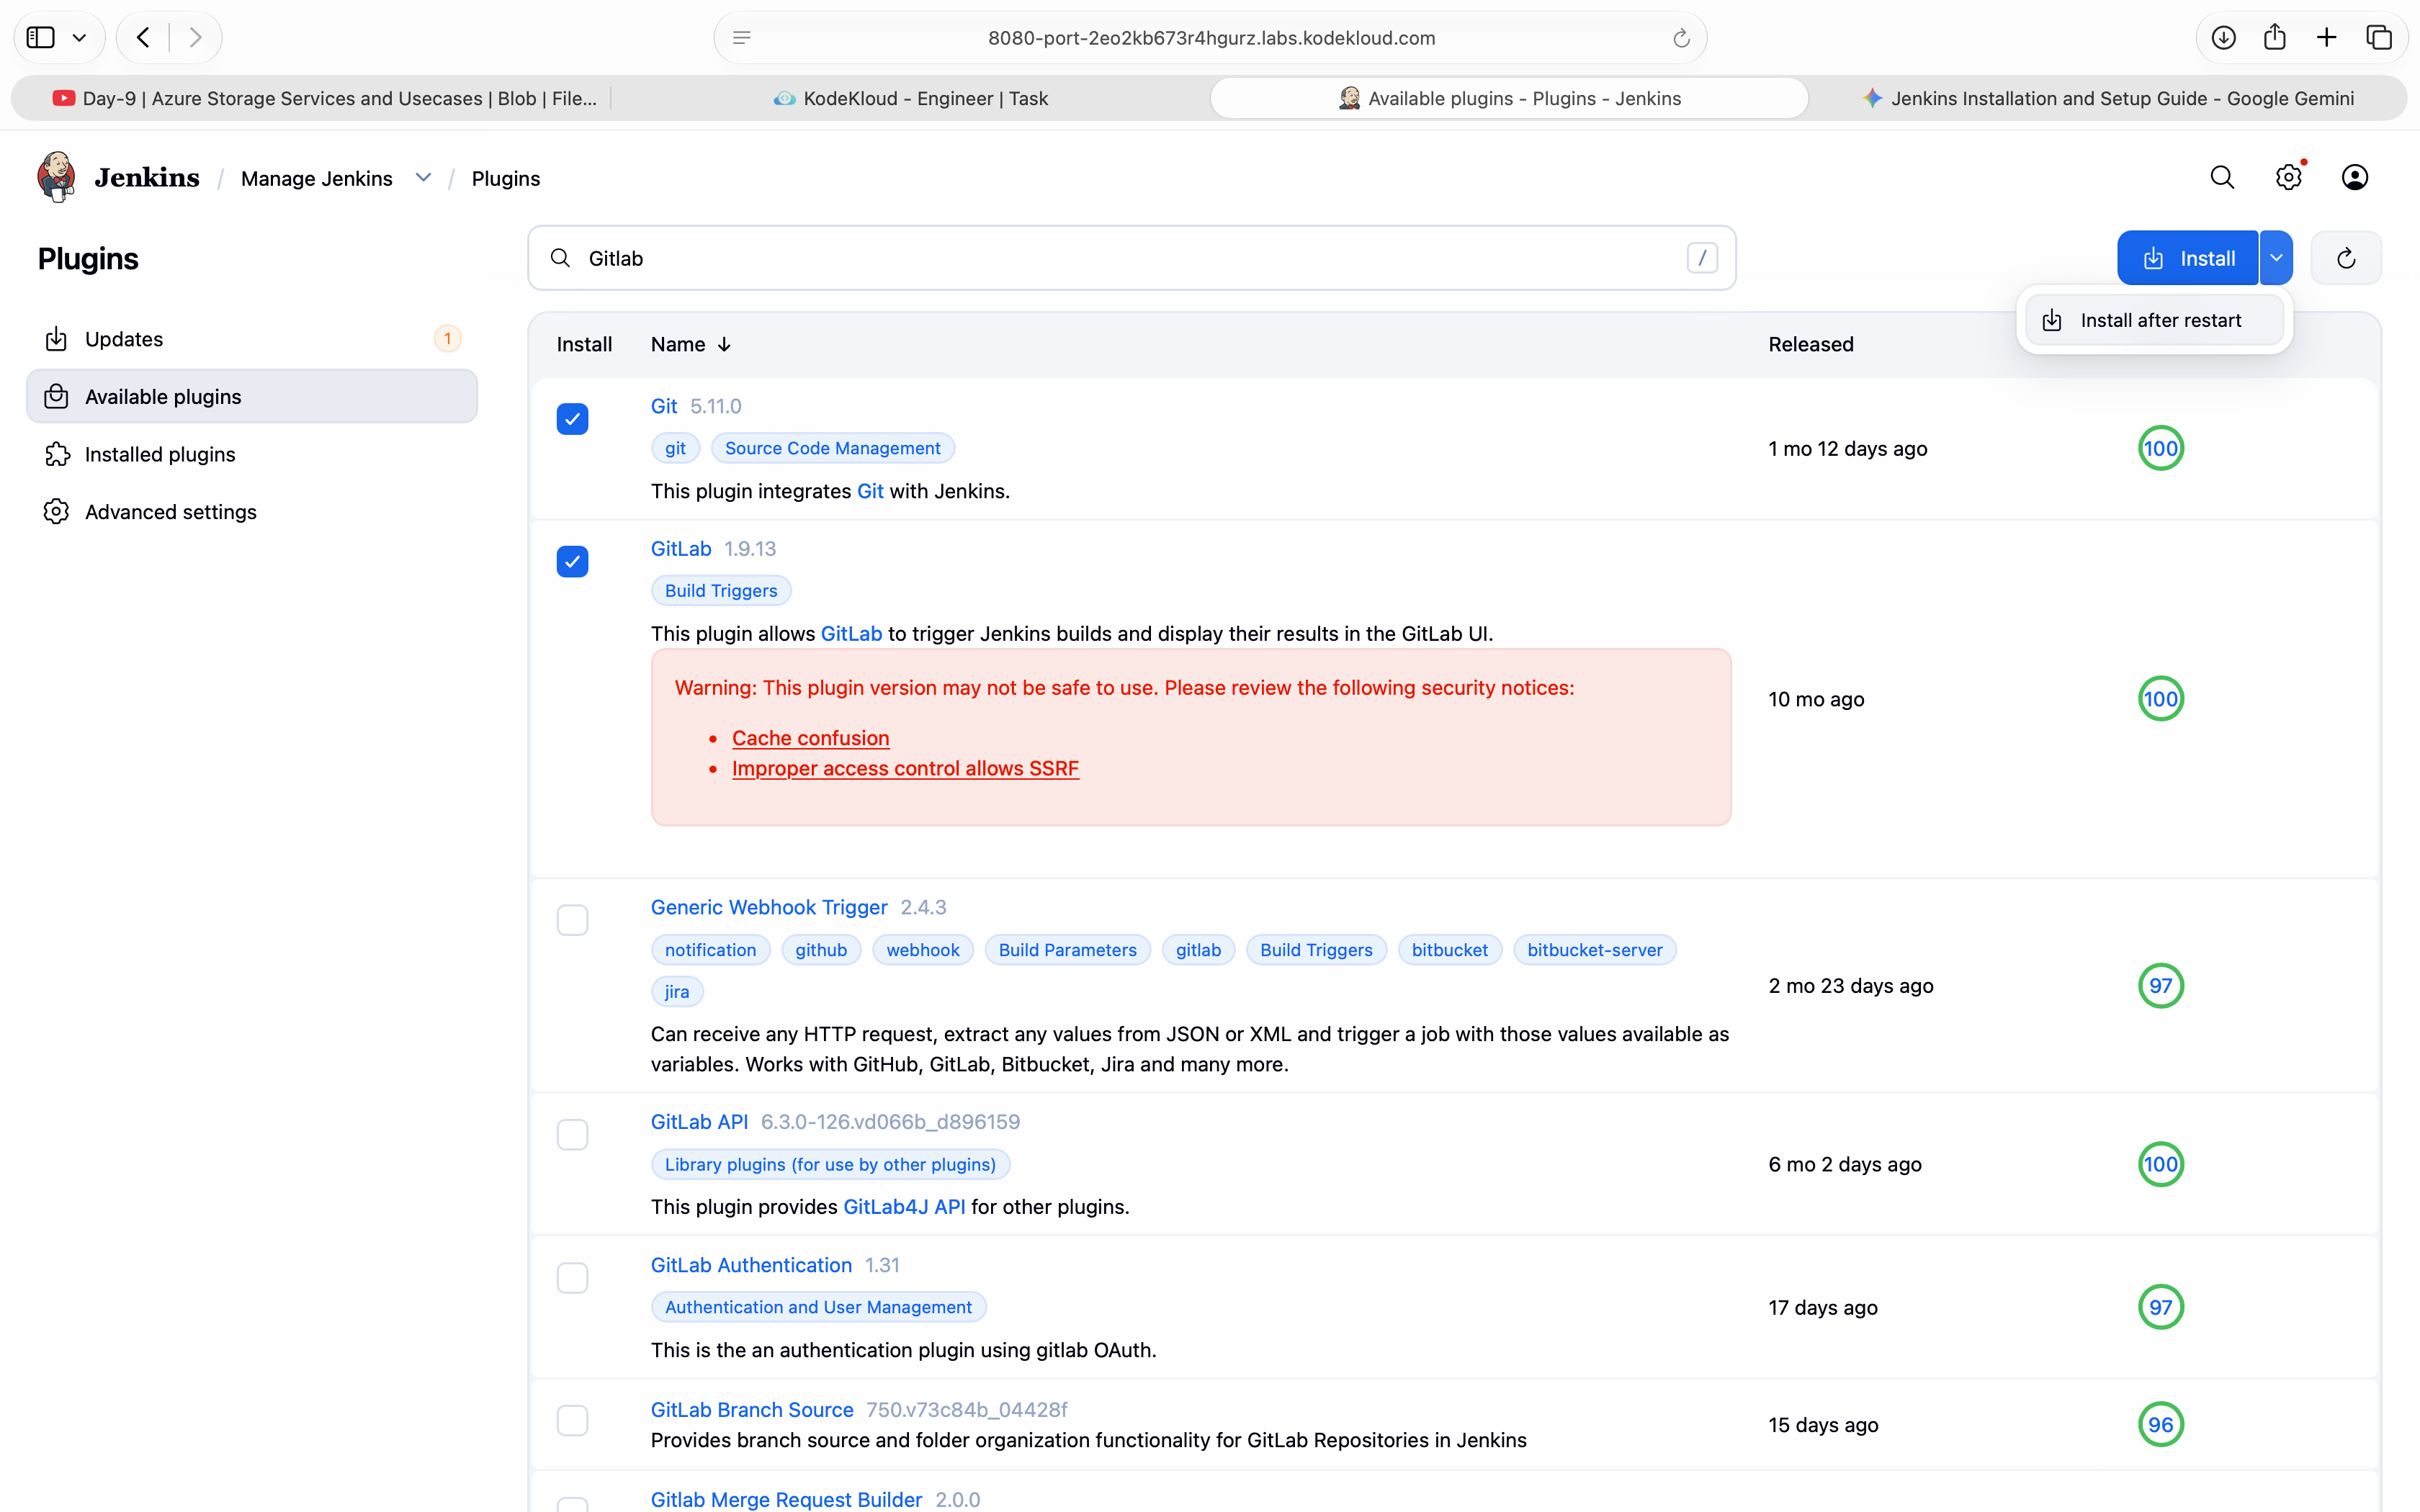 8080-port-2eo2kb673r4hgurz.labs.kodekloud.com
Day-9 | Azure Storage Services and Usecases | Blob | File...
KodeKloud - Engineer | Task
Available plugins - Plugins - Jenkins
Jenkins Installation and Setup Guide - Google Gemini
Jenkins / Manage Jenkins / Plugins
Plugins
Gitlab
/
Install
Install after restart
Updates
1
Available plugins
Installed plugins
Advanced settings
Install
Name ↓
Released
Git 5.11.0
git
Source Code Management
This plugin integrates Git with Jenkins.
1 mo 12 days ago
100
GitLab 1.9.13
Build Triggers
This plugin allows GitLab to trigger Jenkins builds and display their results in the GitLab UI.
Warning: This plugin version may not be safe to use. Please review the following security notices:
• Cache confusion
• Improper access control allows SSRF
10 mo ago
100
Generic Webhook Trigger 2.4.3
notification
github
webhook
Build Parameters
gitlab
Build Triggers
bitbucket
bitbucket-server
jira
Can receive any HTTP request, extract any values from JSON or XML and trigger a job with those values available as
variables. Works with GitHub, GitLab, Bitbucket, Jira and many more.
2 mo 23 days ago
97
GitLab API 6.3.0-126.vd066b_d896159
Library plugins (for use by other plugins)
This plugin provides GitLab4J API for other plugins.
6 mo 2 days ago
100
GitLab Authentication 1.31
Authentication and User Management
This is the an authentication plugin using gitlab OAuth.
17 days ago
97
GitLab Branch Source 750.v73c84b_04428f
Provides branch source and folder organization functionality for GitLab Repositories in Jenkins
15 days ago
96
Gitlab Merge Request Builder 2.0.0